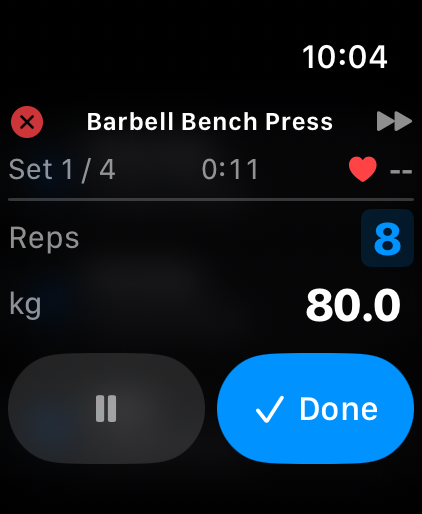 10:04
Barbell Bench Press
Set 1 / 4 0:11 --
Reps 8
kg 80.0
Done